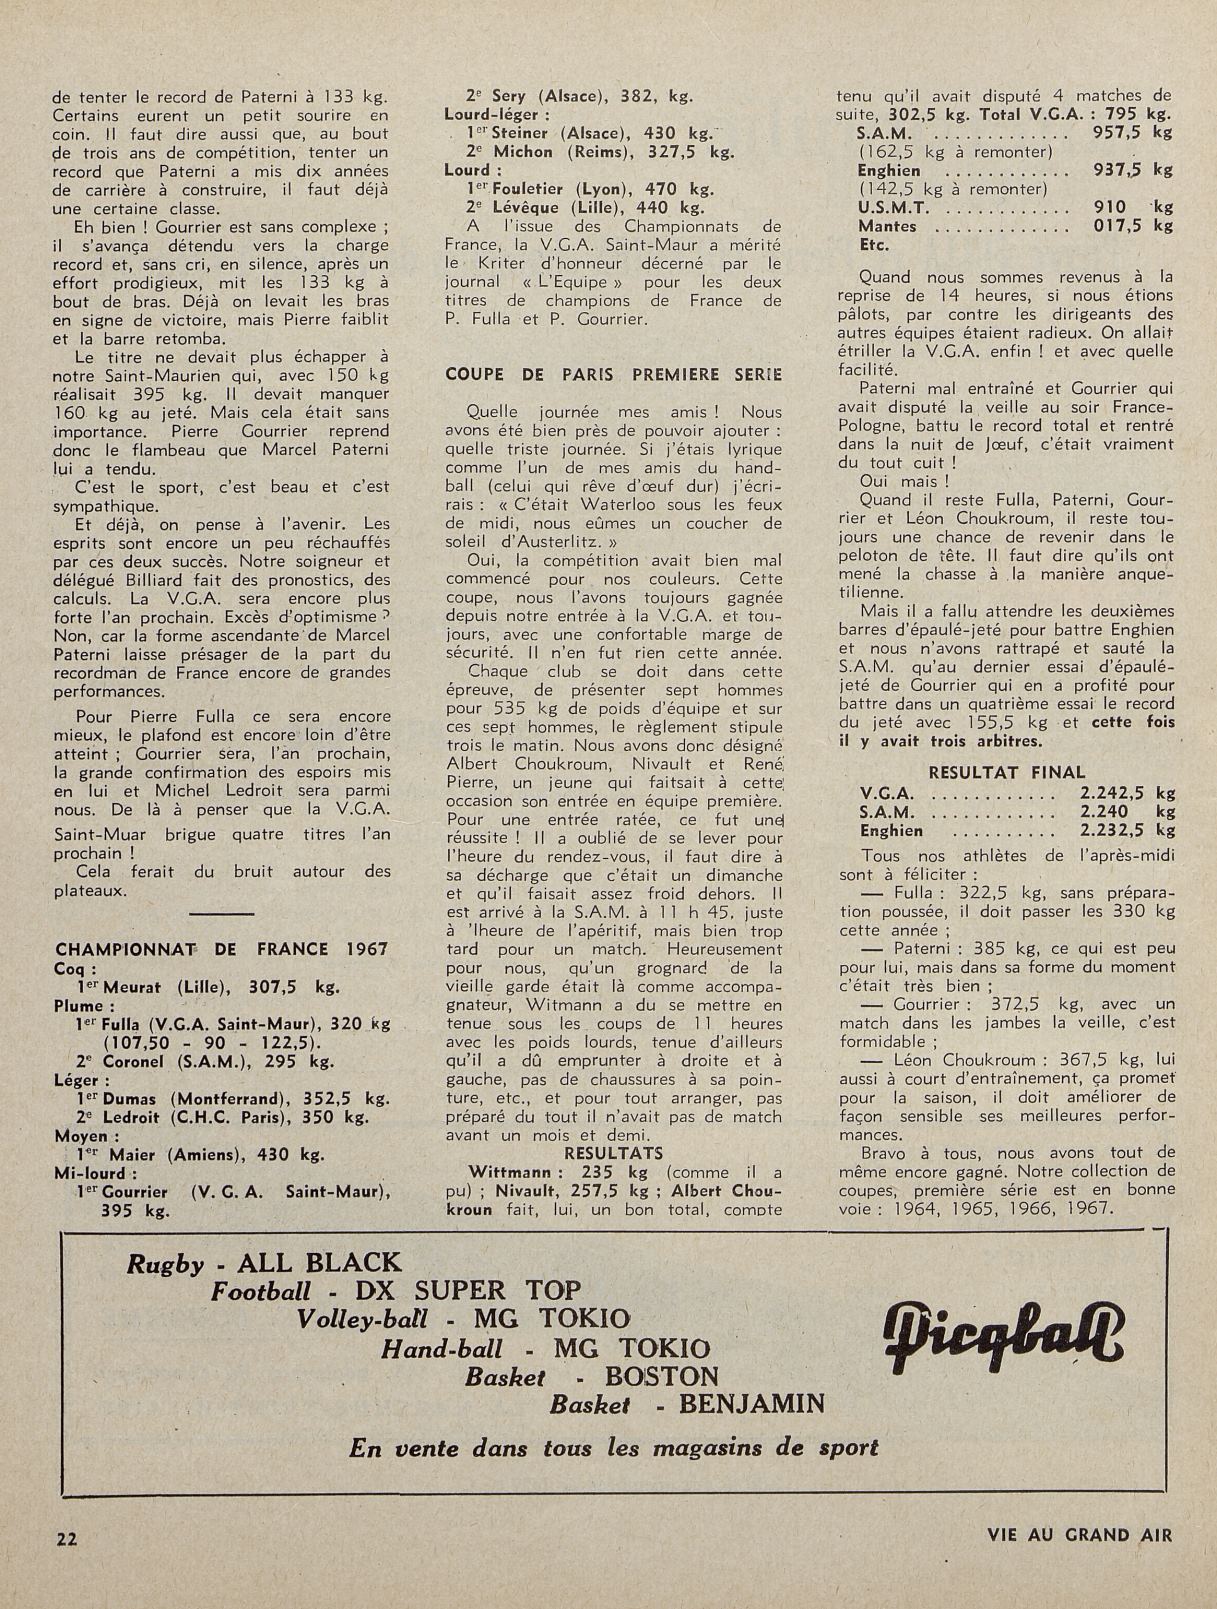 de tenter le record de Paterni à 133 kg.
Certains eurent un petit sourire en
coin. Il faut dire aussi que, au bout
de trois ans de compétition, tenter un
record que Paterni a mis dix années
de carrière à construire, il faut déjà
une certaine classe.
Eh bien ! Gourrier est sans complexe ;
il s'avança détendu vers la charge
record et, sans cri, en silence, après un
effort prodigieux, mit les 133 kg à
bout de bras. Déjà on levait les bras
en signe de victoire, mais Pierre faiblit
et la barre retomba.
Le titre ne devait plus échapper à
notre Saint-Maurien qui, avec 150 kg
réalisait 395 kg. Il devait manquer
160 kg au jeté. Mais cela était sans
importance. Pierre Gourrier reprend
donc le flambeau que Marcel Paterni
lui a tendu.
C'est le sport, c'est beau et c'est
sympathique.
Et déjà, on pense à l'avenir. Les
esprits sont encore un peu réchauffés
par ces deux succès. Notre soigneur et
délégué Billiard fait des pronostics, des
calculs. La V.G.A. sera encore plus
forte l'an prochain. Excès d'optimisme ?
Non, car la forme ascendante de Marcel
Paterni laisse présager de la part du
recordman de France encore de grandes
performances.
Pour Pierre Fulla ce sera encore
mieux, le plafond est encore loin d'être
atteint ; Gourrier sera, l'an prochain,
la grande confirmation des espoirs mis
en lui et Michel Ledroit sera parmi
nous. De là à penser que la V.G.A.
Saint-Muar brigue quatre titres l'an
prochain !
Cela ferait du bruit autour des
plateaux.
CHAMPIONNAT DE FRANCE 1967
Coq :
1er Meurat (Lille), 307,5 kg.
Plume :
1er Fulla (V.G.A. Saint-Maur), 320 kg
(107,50 - 90 - 122,5).
2e Coronel (S.A.M.), 295 kg.
Léger :
1er Dumas (Montferrand), 352,5 kg.
2e Ledroit (C.H.C. Paris), 350 kg.
Moyen :
1er Maier (Amiens), 430 kg.
Mi-lourd :
1er Gourrier (V. G. A. Saint-Maur),
395 kg.
2e Sery (Alsace), 382, kg.
Lourd-léger :
1er Steiner (Alsace), 430 kg.
2e Michon (Reims), 327,5 kg.
Lourd :
1er Fouletier (Lyon), 470 kg.
2e Lévêque (Lille), 440 kg.
A l'issue des Championnats de
France, la V.G.A. Saint-Maur a mérité
le Kriter d'honneur décerné par le
journal « L'Equipe » pour les deux
titres de champions de France de
P. Fulla et P. Gourrier.
COUPE DE PARIS PREMIERE SERIE
Quelle journée mes amis ! Nous
avons été bien près de pouvoir ajouter :
quelle triste journée. Si j'étais lyrique
comme l'un de mes amis du hand-
ball (celui qui rêve d'œuf dur) j'écri-
rais : « C'était Waterloo sous les feux
de midi, nous eûmes un coucher de
soleil d'Austerlitz. »
Oui, la compétition avait bien mal
commencé pour nos couleurs. Cette
coupe, nous l'avons toujours gagnée
depuis notre entrée à la V.G.A. et tou-
jours, avec une confortable marge de
sécurité. Il n'en fut rien cette année.
Chaque club se doit dans cette
épreuve, de présenter sept hommes
pour 535 kg de poids d'équipe et sur
ces sept hommes, le règlement stipule
trois le matin. Nous avons donc désigné
Albert Choukroum, Nivault et René
Pierre, un jeune qui faitsait à cette
occasion son entrée en équipe première.
Pour une entrée ratée, ce fut une
réussite ! Il a oublié de se lever pour
l'heure du rendez-vous, il faut dire à
sa décharge que c'était un dimanche
et qu'il faisait assez froid dehors. Il
est arrivé à la S.A.M. à 11 h 45, juste
à 'lheure de l'apéritif, mais bien trop
tard pour un match. Heureusement
pour nous, qu'un grognard de la
vieille garde était là comme accompa-
gnateur, Witmann a du se mettre en
tenue sous les coups de 11 heures
avec les poids lourds, tenue d'ailleurs
qu'il a dû emprunter à droite et à
gauche, pas de chaussures à sa poin-
ture, etc., et pour tout arranger, pas
préparé du tout il n'avait pas de match
avant un mois et demi.
RESULTATS
Wittmann : 235 kg (comme il a
pu) ; Nivault, 257,5 kg ; Albert Chou-
kroun fait, lui, un bon total, compte
tenu qu'il avait disputé 4 matches de
suite, 302,5 kg. Total V.G.A. : 795 kg.
S.A.M. ............. 957,5 kg
(162,5 kg à remonter)
Enghien ............ 937,5 kg
(142,5 kg à remonter)
U.S.M.T. ............ 910 kg
Mantes ............. 017,5 kg
Etc.
Quand nous sommes revenus à la
reprise de 14 heures, si nous étions
pâlots, par contre les dirigeants des
autres équipes étaient radieux. On allait
étriller la V.G.A. enfin ! et avec quelle
facilité.
Paterni mal entraîné et Gourrier qui
avait disputé la veille au soir France-
Pologne, battu le record total et rentré
dans la nuit de Jœuf, c'était vraiment
du tout cuit !
Oui mais !
Quand il reste Fulla, Paterni, Gour-
rier et Léon Choukroum, il reste tou-
jours une chance de revenir dans le
peloton de tête. Il faut dire qu'ils ont
mené la chasse à la manière anque-
tilienne.
Mais il a fallu attendre les deuxièmes
barres d'épaulé-jeté pour battre Enghien
et nous n'avons rattrapé et sauté la
S.A.M. qu'au dernier essai d'épaulé-
jeté de Gourrier qui en a profité pour
battre dans un quatrième essai le record
du jeté avec 155,5 kg et cette fois
il y avait trois arbitres.
RESULTAT FINAL
V.G.A. ............ 2.242,5 kg
S.A.M. ............ 2.240 kg
Enghien .......... 2.232,5 kg
Tous nos athlètes de l'après-midi
sont à féliciter :
— Fulla : 322,5 kg, sans prépara-
tion poussée, il doit passer les 330 kg
cette année ;
— Paterni : 385 kg, ce qui est peu
pour lui, mais dans sa forme du moment
c'était très bien ;
— Gourrier : 372,5 kg, avec un
match dans les jambes la veille, c'est
formidable ;
— Léon Choukroum : 367,5 kg, lui
aussi à court d'entraînement, ça promet
pour la saison, il doit améliorer de
façon sensible ses meilleures perfor-
mances.
Bravo à tous, nous avons tout de
même encore gagné. Notre collection de
coupes, première série est en bonne
voie : 1964, 1965, 1966, 1967.
Rugby - ALL BLACK
Football - DX SUPER TOP
Volley-ball - MG TOKIO
Hand-ball - MG TOKIO
Basket - BOSTON
Basket - BENJAMIN
Picqball
En vente dans tous les magasins de sport
22
VIE AU GRAND AIR